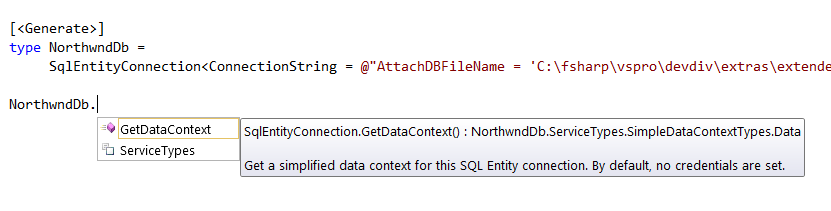 [<Generate>]
type NorthwndDb =
SqlEntityConnection<ConnectionString = @"AttachDBFileName = 'C:\fsharp\vspro\devdiv\extras\extende
NorthwndDb.
GetDataContext
ServiceTypes
SqlEntityConnection.GetDataContext() : NorthwndDb.ServiceTypes.SimpleDataContextTypes.Data
Get a simplified data context for this SQL Entity connection. By default, no credentials are set.